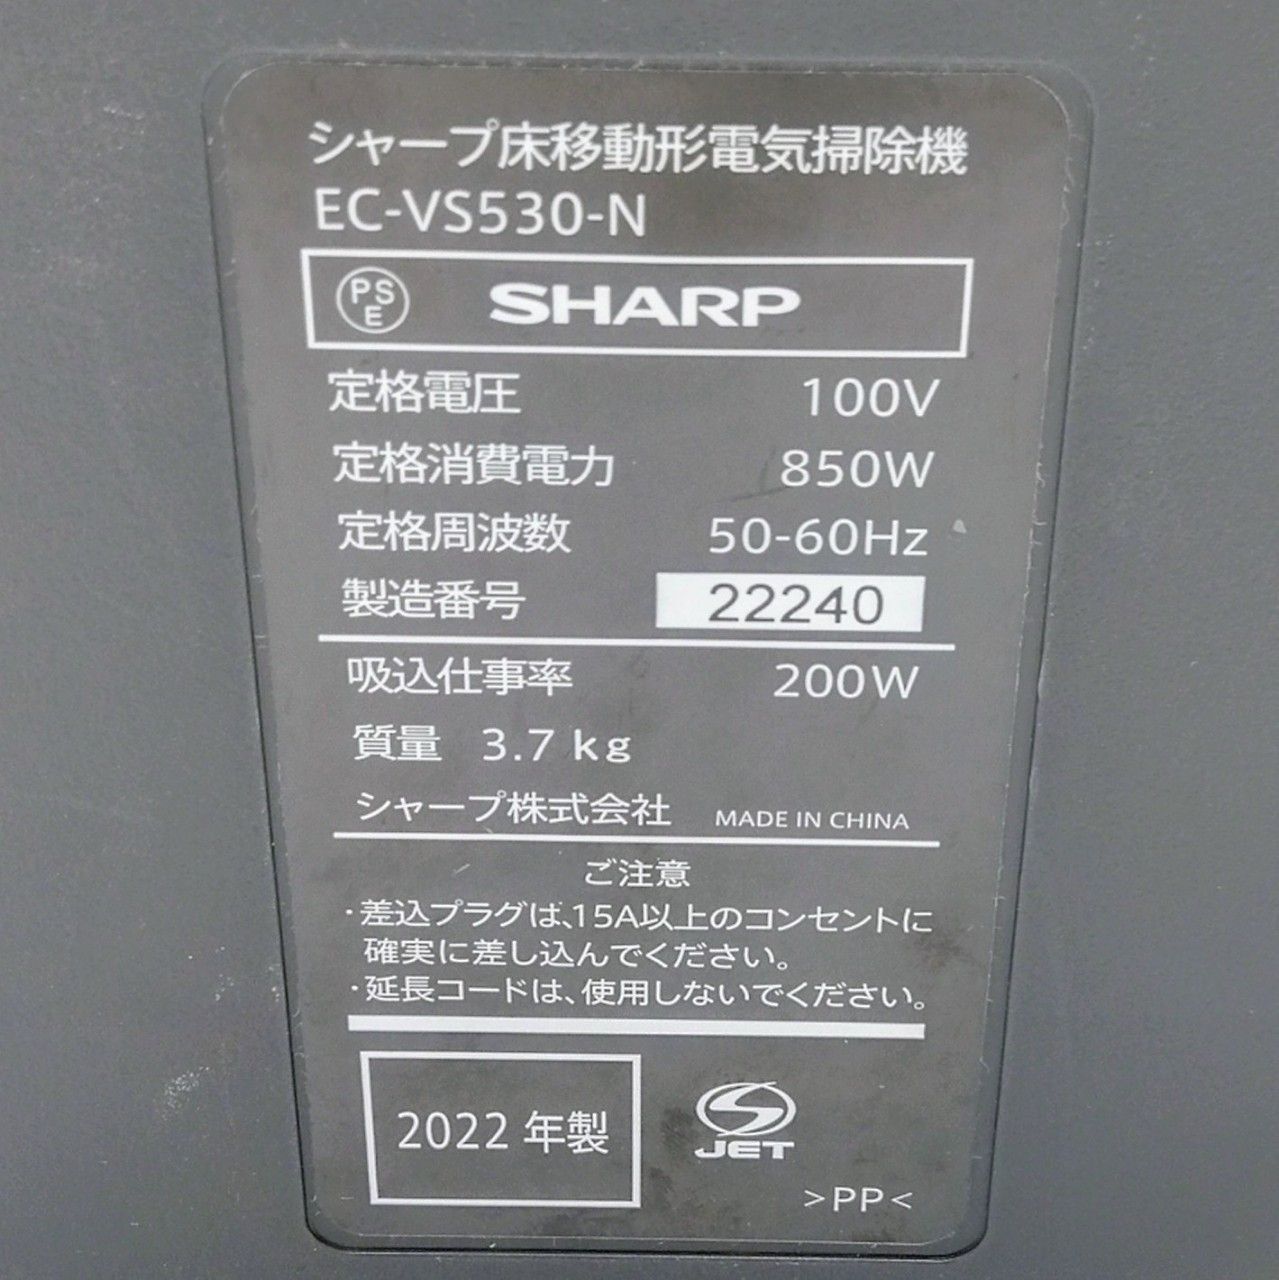 シャープ床移動形電気掃除機
EC-VS530-N
PSE SHARP
定格電圧 100V
定格消費電力 850W
定格周波数 50-60Hz
製造番号 22240
吸込仕事率 200W
質量 3.7kg
シャープ株式会社 MADE IN CHINA
ご注意
・差込プラグは、15A以上のコンセントに
確実に差し込んでください。
・延長コードは、使用しないでください。
2022年製
S JET
>PP<